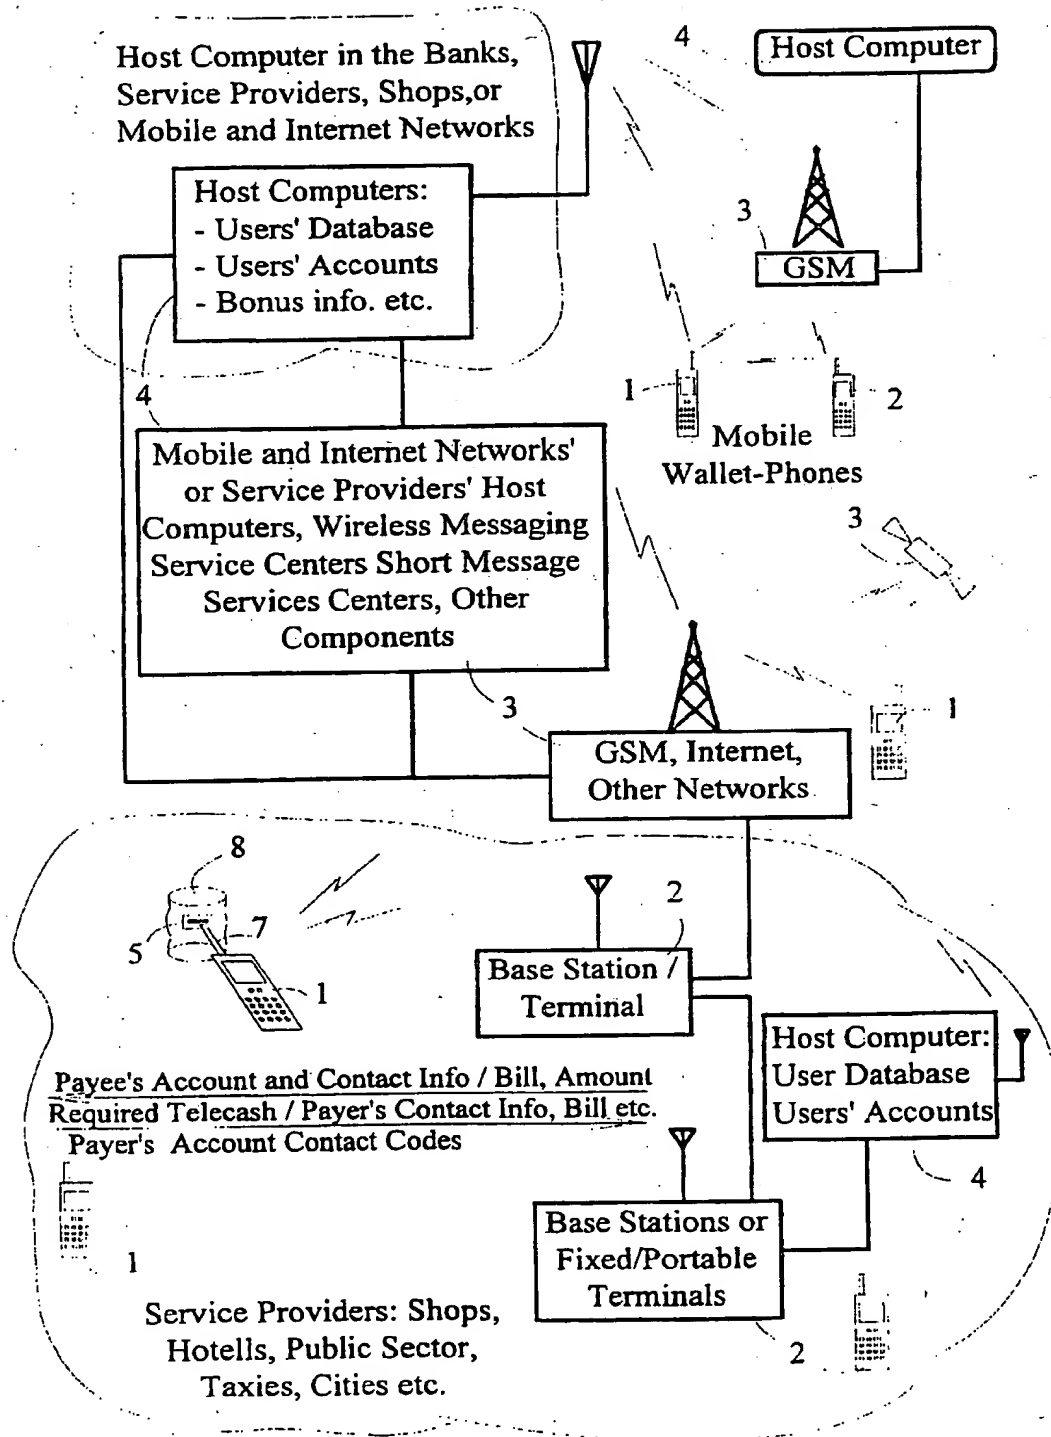 4
Host Computer
Host Computer in the Banks,
Service Providers, Shops,or
Mobile and Internet Networks
Host Computers:
- Users' Database
- Users' Accounts
- Bonus info. etc.
3
GSM
4
1
2
Mobile
Wallet-Phones
Mobile and Internet Networks'
or Service Providers' Host
Computers, Wireless Messaging
Service Centers Short Message
Services Centers, Other
Components
3
3
1
GSM, Internet,
Other Networks
8
5
7
1
2
Base Station /
Terminal
Host Computer:
User Database
Users' Accounts
4
Payee's Account and Contact Info / Bill, Amount
Required Telecash / Payer's Contact Info, Bill etc.
Payer's Account Contact Codes
1
Base Stations or
Fixed/Portable
Terminals
2
Service Providers: Shops,
Hotells, Public Sector,
Taxies, Cities etc.